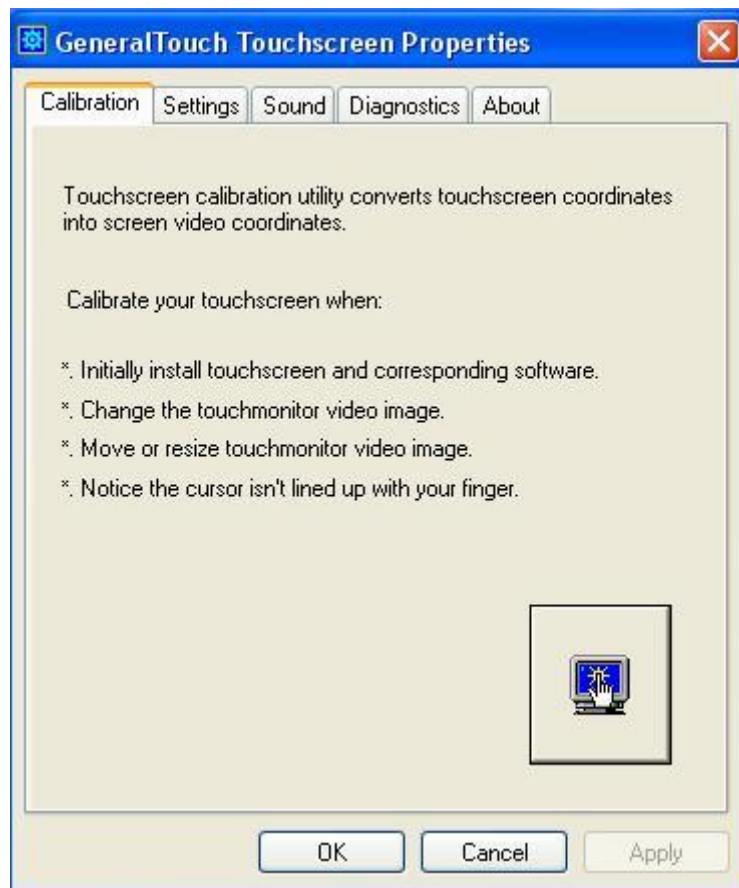 GeneralTouch Touchscreen Properties
Calibration Settings Sound Diagnostics About
Touchscreen calibration utility converts touchscreen coordinates
into screen video coordinates.
Calibrate your touchscreen when:
*. Initially install touchscreen and corresponding software.
*. Change the touchmonitor video image.
*. Move or resize touchmonitor video image.
*. Notice the cursor isn't lined up with your finger.
OK Cancel Apply